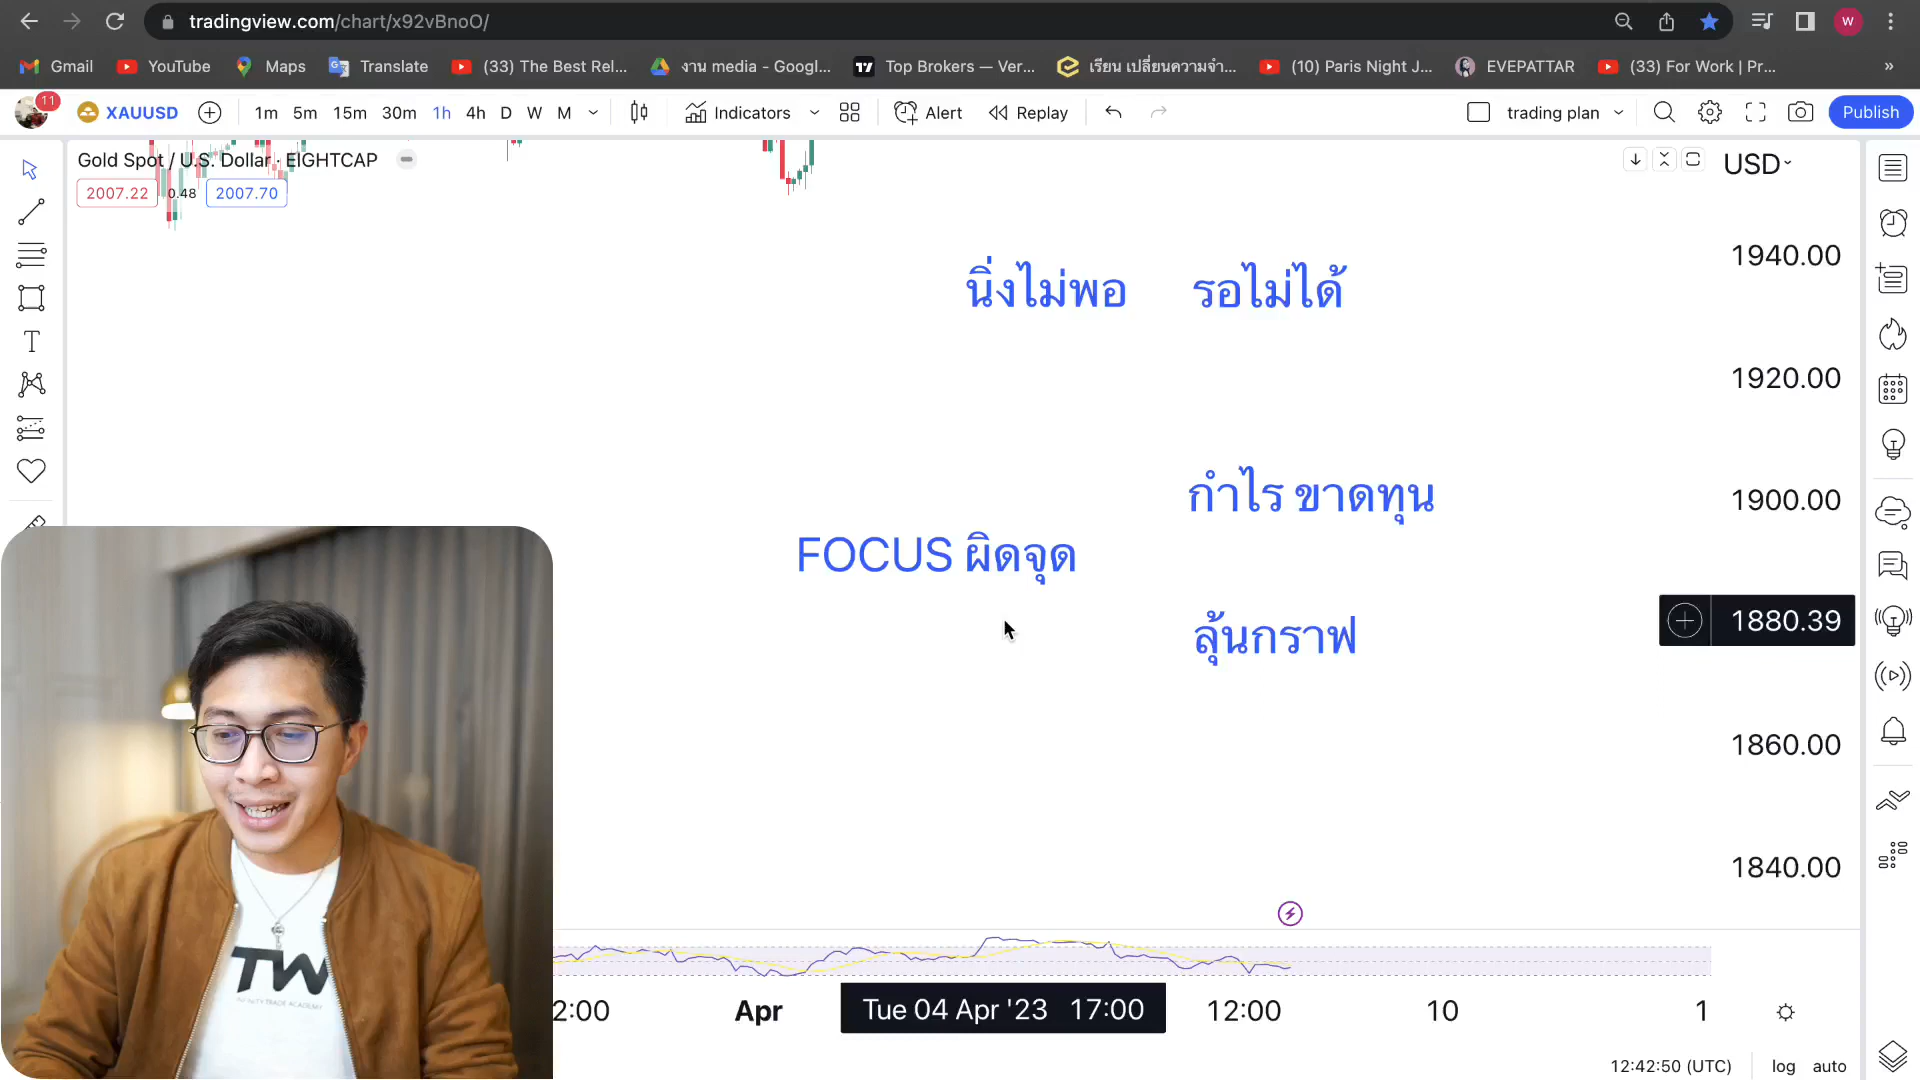 tradingview.com/chart/x92vBnoO/
W
Gmail YouTube Maps Translate (33) The Best Rel... งาน media - Googl... Top Brokers — Ver... เรียน เปลี่ยนความจำ... (10) Paris Night J... EVEPATTAR (33) For Work | Pr... »
11 XAUUSD 1m 5m 15m 30m 1h 4h D W M Indicators Alert Replay trading plan Publish
Gold Spot / U.S. Dollar · EIGHTCAP USD
2007.22 0.48 2007.70
1940.00
นิ่งไม่พอ รอไม่ได้
1920.00
กำไร ขาดทุน
1900.00
FOCUS ผิดจุด
1880.39
ลุ้นกราฟ
1860.00
1840.00
TW
2:00 Apr Tue 04 Apr '23 17:00 12:00 10 1
12:42:50 (UTC) log auto